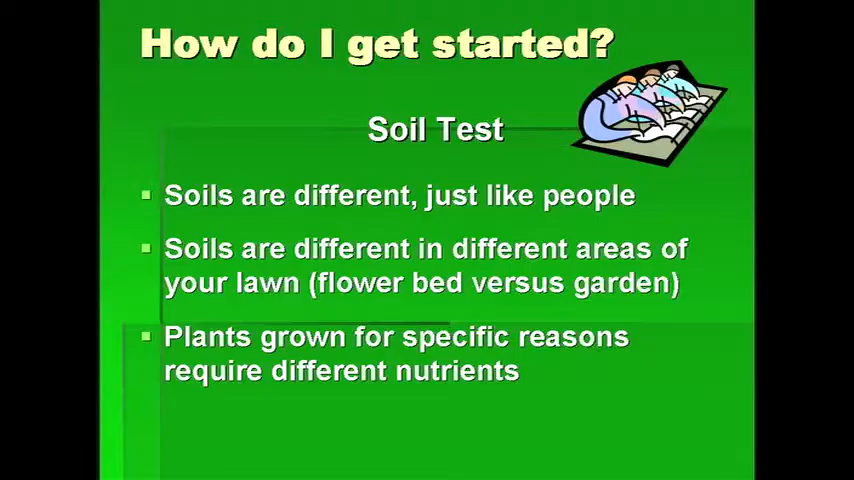 How do I get started?
Soil Test
Soils are different, just like people
Soils are different in different areas of
your lawn (flower bed versus garden)
Plants grown for specific reasons
require different nutrients